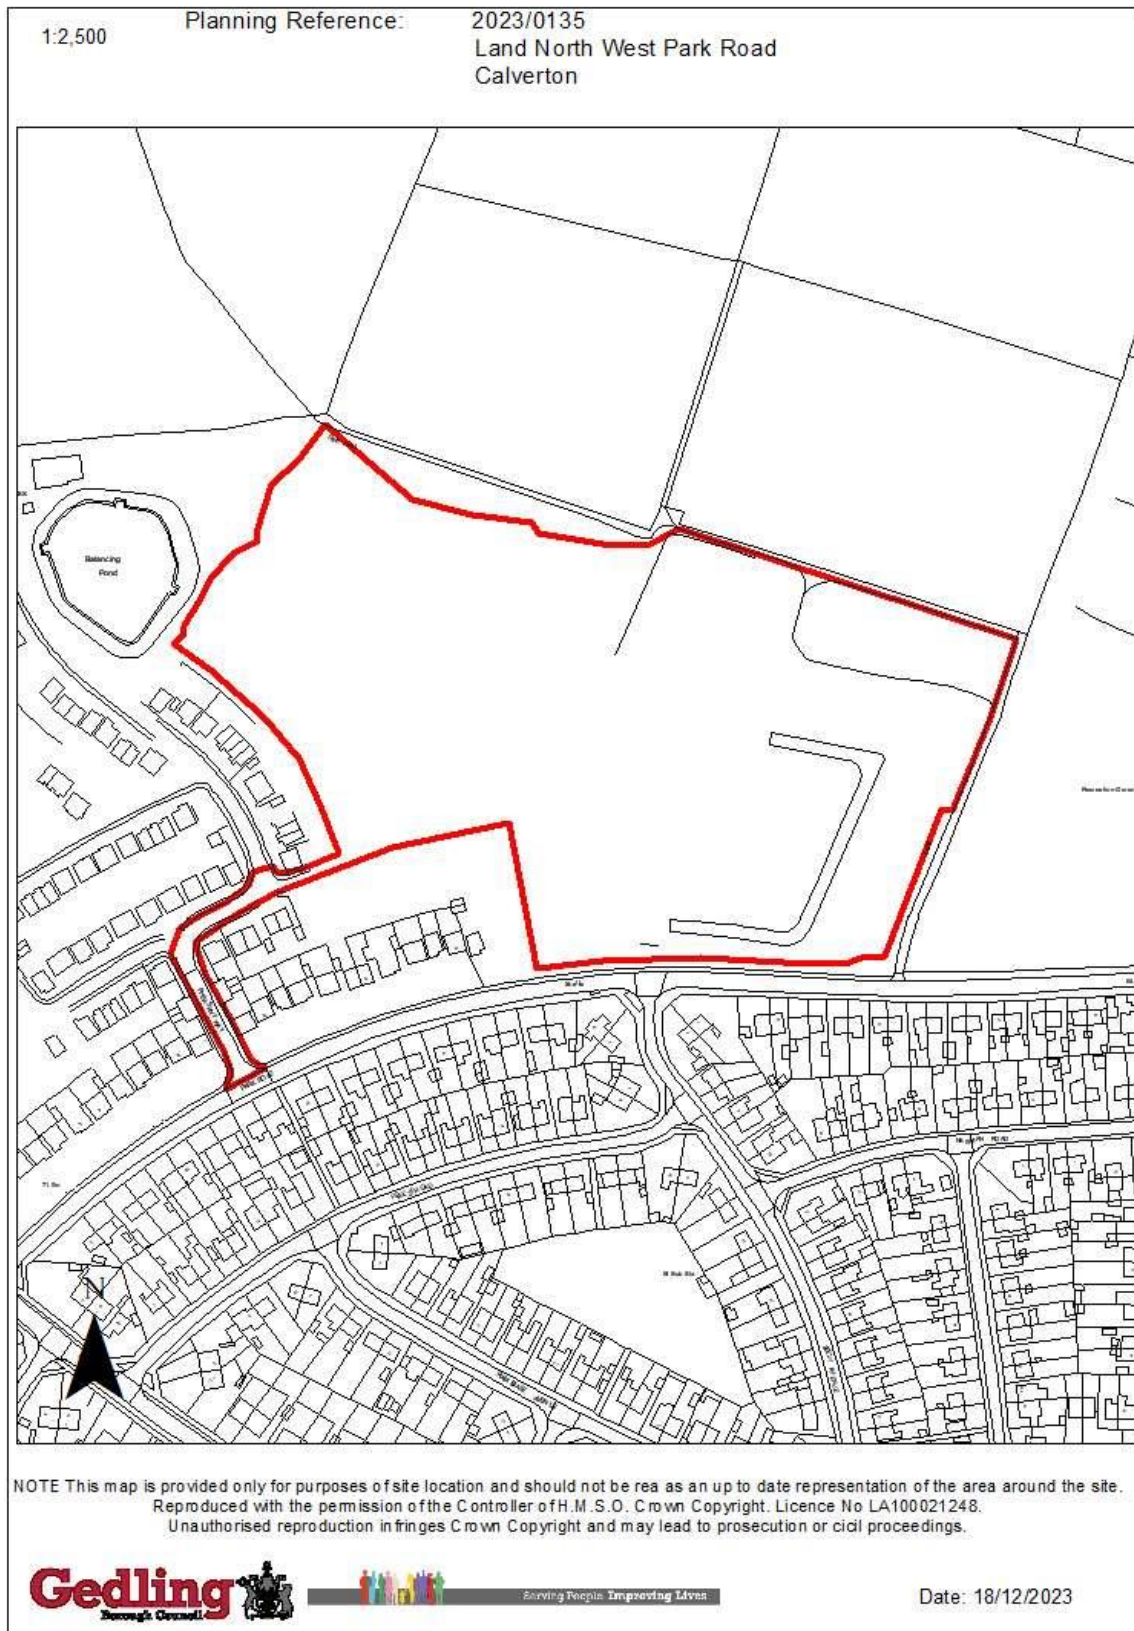 1:2,500
Planning Reference: 2023/0135
Land North West Park Road
Calverton
Balancing
Pond
N
NOTE This map is provided only for purposes of site location and should not be rea as an up to date representation of the area around the site.
Reproduced with the permission of the Controller of H.M.S.O. Crown Copyright. Licence No LA100021248.
Unauthorised reproduction infringes Crown Copyright and may lead to prosecution or cicil proceedings.
Gedling
Borough Council
Serving People Improving Lives
Date: 18/12/2023